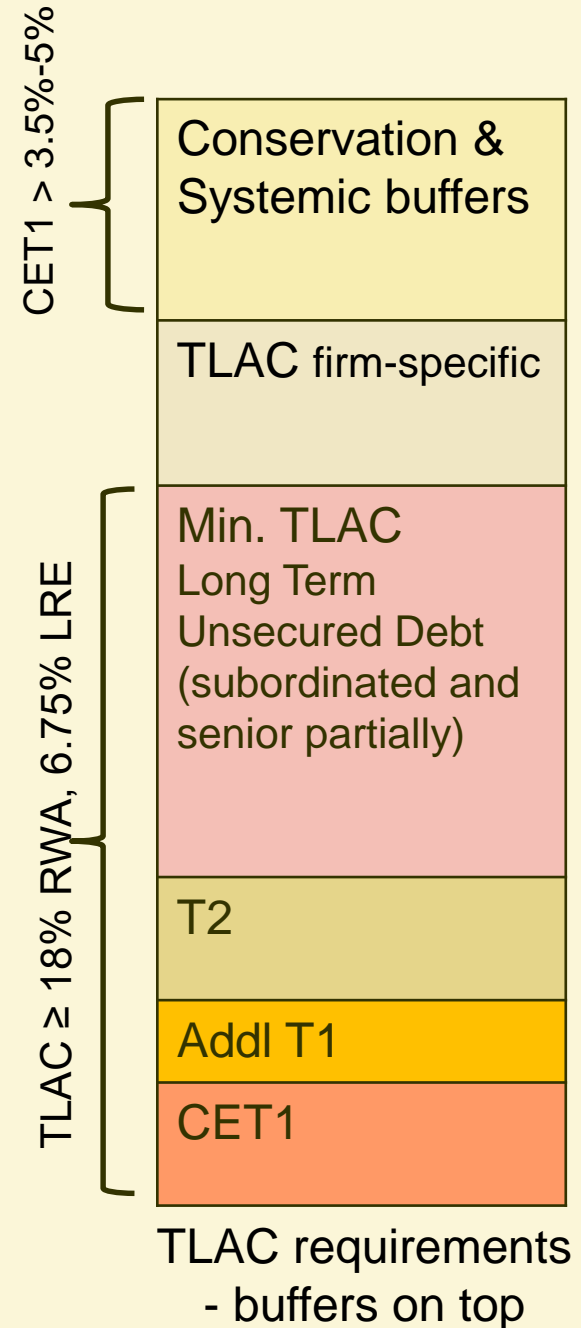 CET1 > 3.5%-5%
Conservation &
Systemic buffers
TLAC firm-specific
TLAC ≥ 18% RWA, 6.75% LRE
Min. TLAC
Long Term
Unsecured Debt
(subordinated and
senior partially)
T2
Addl T1
CET1
TLAC requirements
- buffers on top